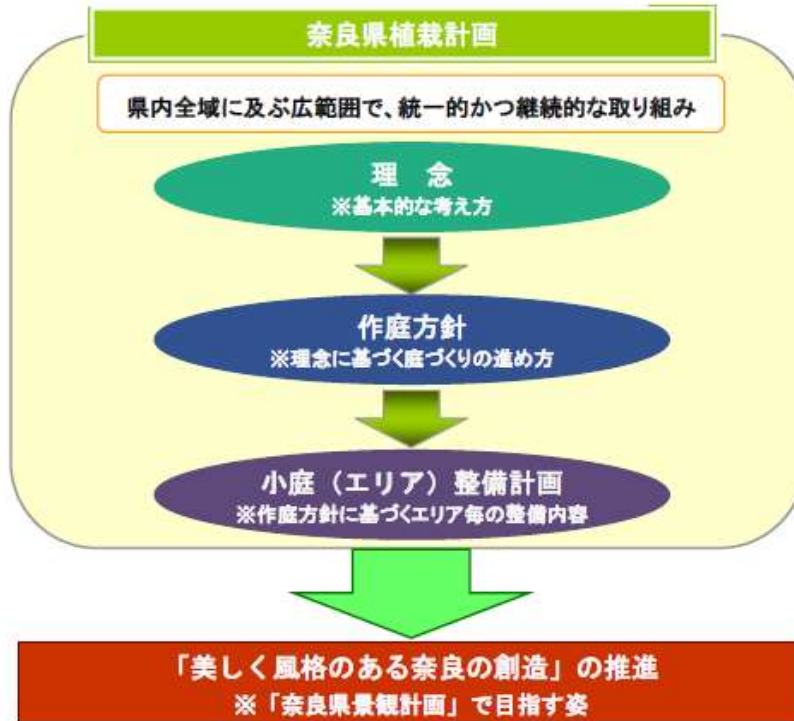 奈良県植栽計画
県内全域に及ぶ広範囲で、統一的かつ継続的な取り組み
理　念
※基本的な考え方
作庭方針
※理念に基づく庭づくりの進め方
小庭（エリア）整備計画
※作庭方針に基づくエリア毎の整備内容
「美しく風格のある奈良の創造」の推進
※「奈良県景観計画」で目指す姿